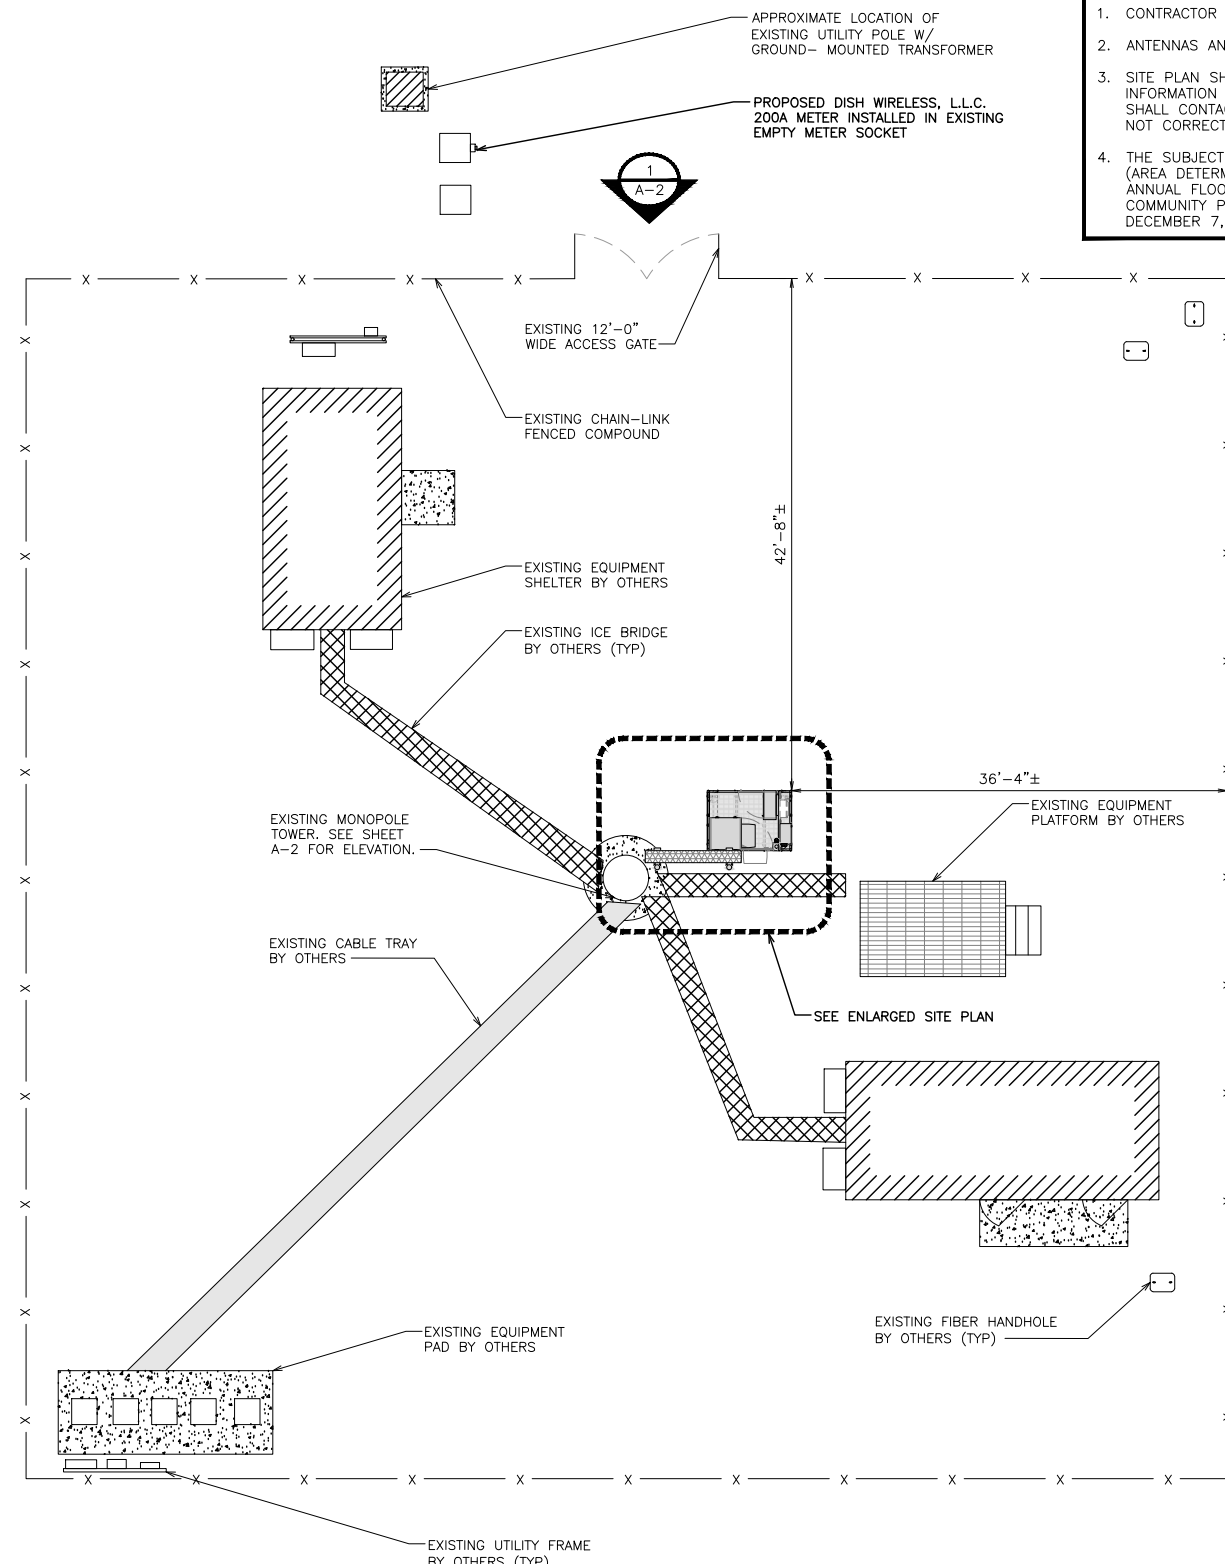 APPROXIMATE LOCATION OF
EXISTING UTILITY POLE W/
GROUND- MOUNTED TRANSFORMER
PROPOSED DISH WIRELESS, L.L.C.
200A METER INSTALLED IN EXISTING
EMPTY METER SOCKET
1
A-2
1. CONTRACTOR
2. ANTENNAS AN
3. SITE PLAN SH
INFORMATION
SHALL CONTAC
NOT CORRECT
4. THE SUBJECT
(AREA DETERM
ANNUAL FLOO
COMMUNITY P
DECEMBER 7,
EXISTING 12'-0"
WIDE ACCESS GATE
EXISTING CHAIN-LINK
FENCED COMPOUND
42'-8"±
EXISTING EQUIPMENT
SHELTER BY OTHERS
EXISTING ICE BRIDGE
BY OTHERS (TYP)
36'-4"±
EXISTING EQUIPMENT
PLATFORM BY OTHERS
EXISTING MONOPOLE
TOWER. SEE SHEET
A-2 FOR ELEVATION.
EXISTING CABLE TRAY
BY OTHERS
SEE ENLARGED SITE PLAN
EXISTING FIBER HANDHOLE
BY OTHERS (TYP)
EXISTING EQUIPMENT
PAD BY OTHERS
EXISTING UTILITY FRAME
BY OTHERS (TYP)